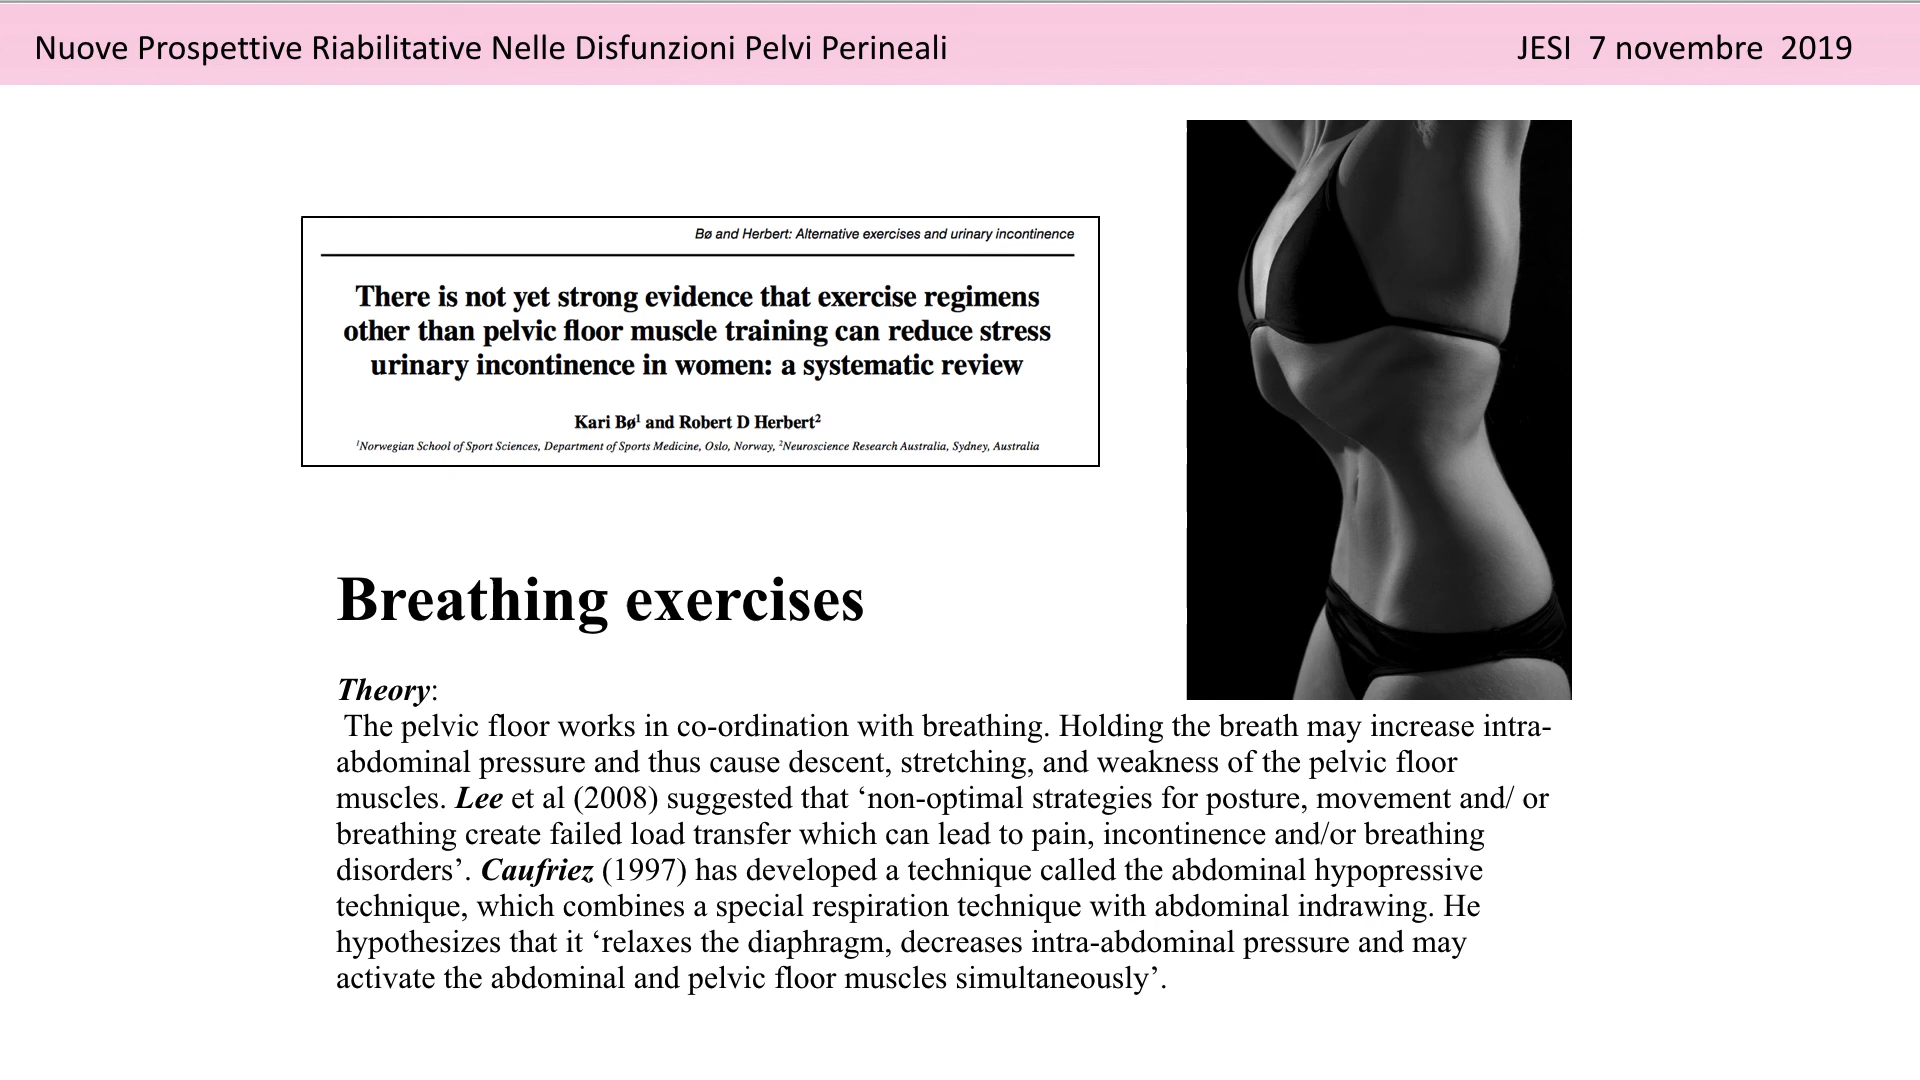 Nuove Prospettive Riabilitative Nelle Disfunzioni Pelvi Perineali
JESI 7 novembre 2019
Bø and Herbert: Alternative exercises and urinary incontinence
There is not yet strong evidence that exercise regimens
other than pelvic floor muscle training can reduce stress
urinary incontinence in women: a systematic review
Kari Bø¹ and Robert D Herbert²
¹Norwegian School of Sport Sciences, Department of Sports Medicine, Oslo, Norway, ²Neuroscience Research Australia, Sydney, Australia
Breathing exercises
Theory:
The pelvic floor works in co-ordination with breathing. Holding the breath may increase intra-
abdominal pressure and thus cause descent, stretching, and weakness of the pelvic floor
muscles. Lee et al (2008) suggested that ‘non-optimal strategies for posture, movement and/ or
breathing create failed load transfer which can lead to pain, incontinence and/or breathing
disorders’. Caufriez (1997) has developed a technique called the abdominal hypopressive
technique, which combines a special respiration technique with abdominal indrawing. He
hypothesizes that it ‘relaxes the diaphragm, decreases intra-abdominal pressure and may
activate the abdominal and pelvic floor muscles simultaneously’.